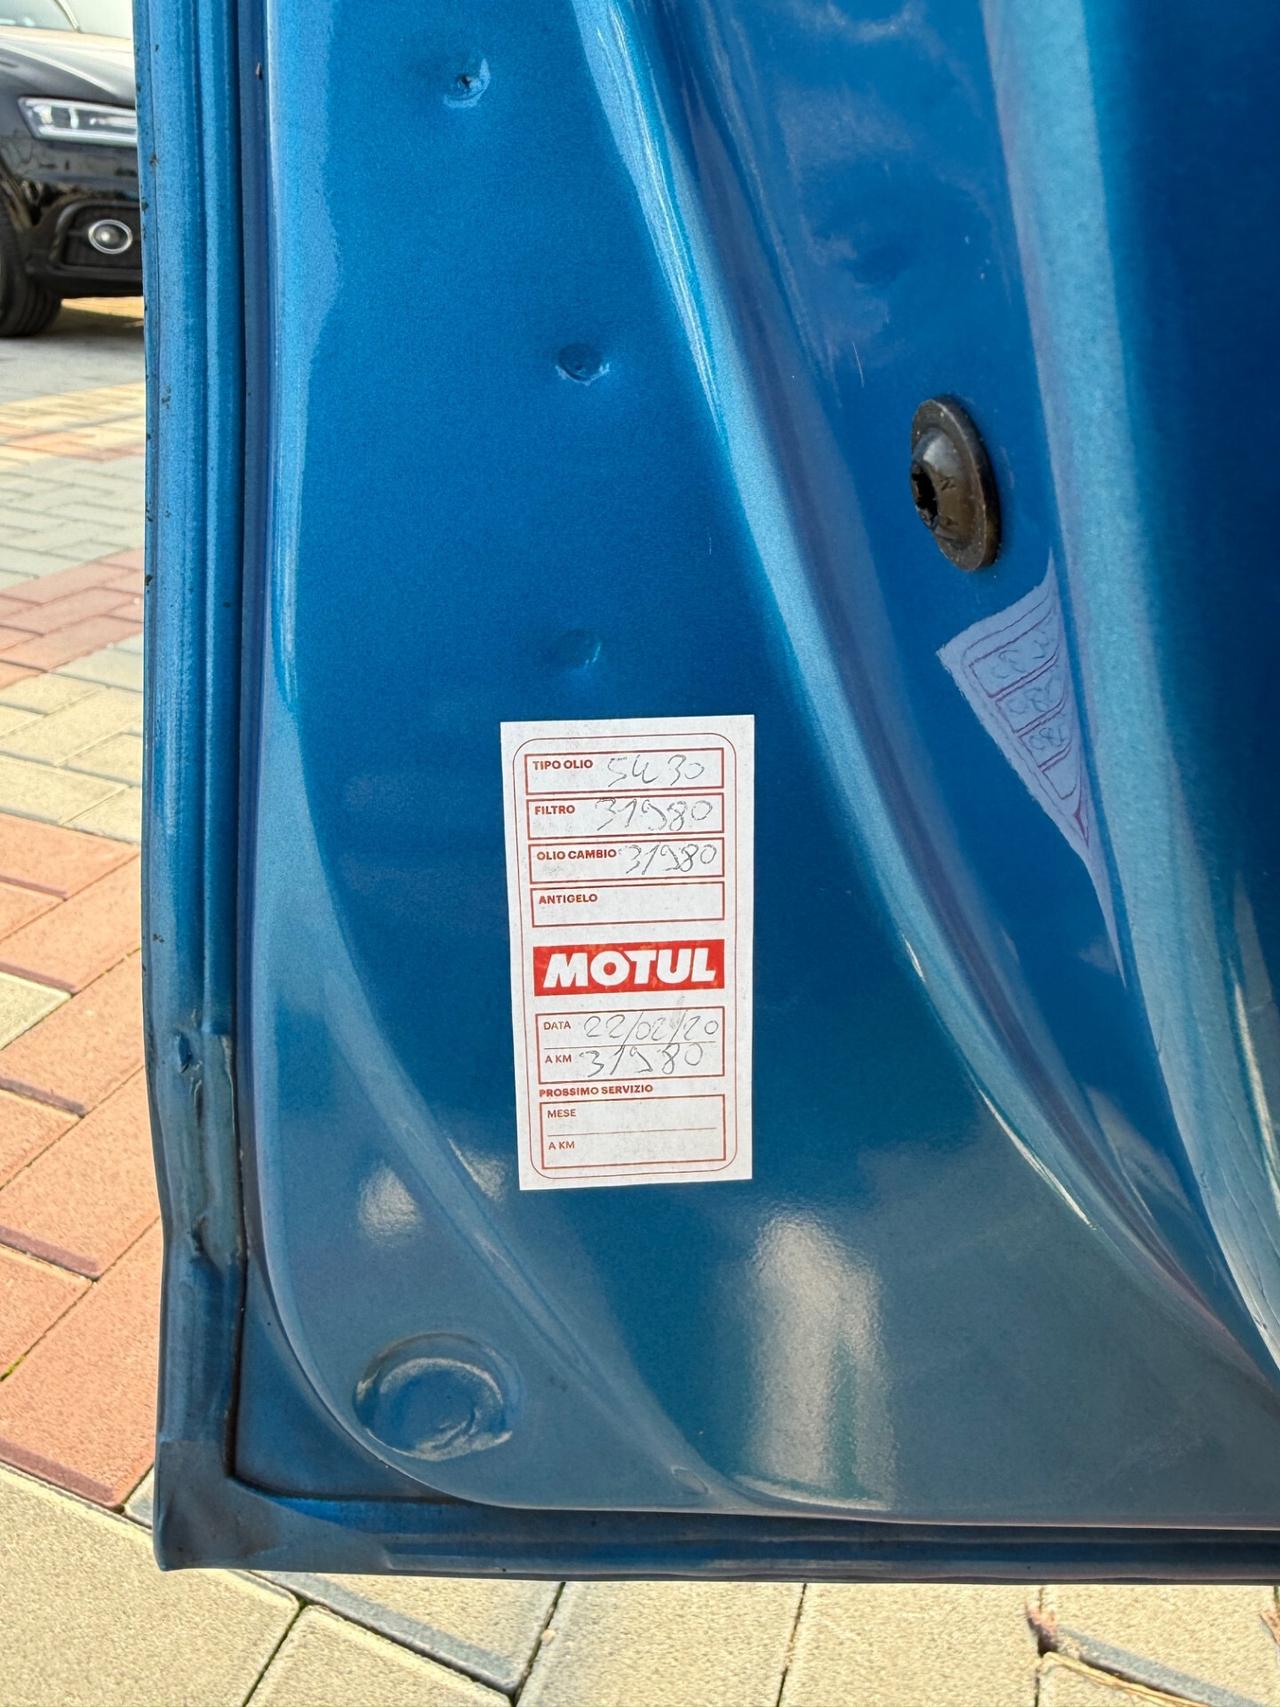 TIPO OLIO 5W30
FILTRO 31980
OLIO CAMBIO 31980
ANTIGELO
MOTUL
DATA 22/02/20
A KM 31980
PROSSIMO SERVIZIO
MESE
A KM